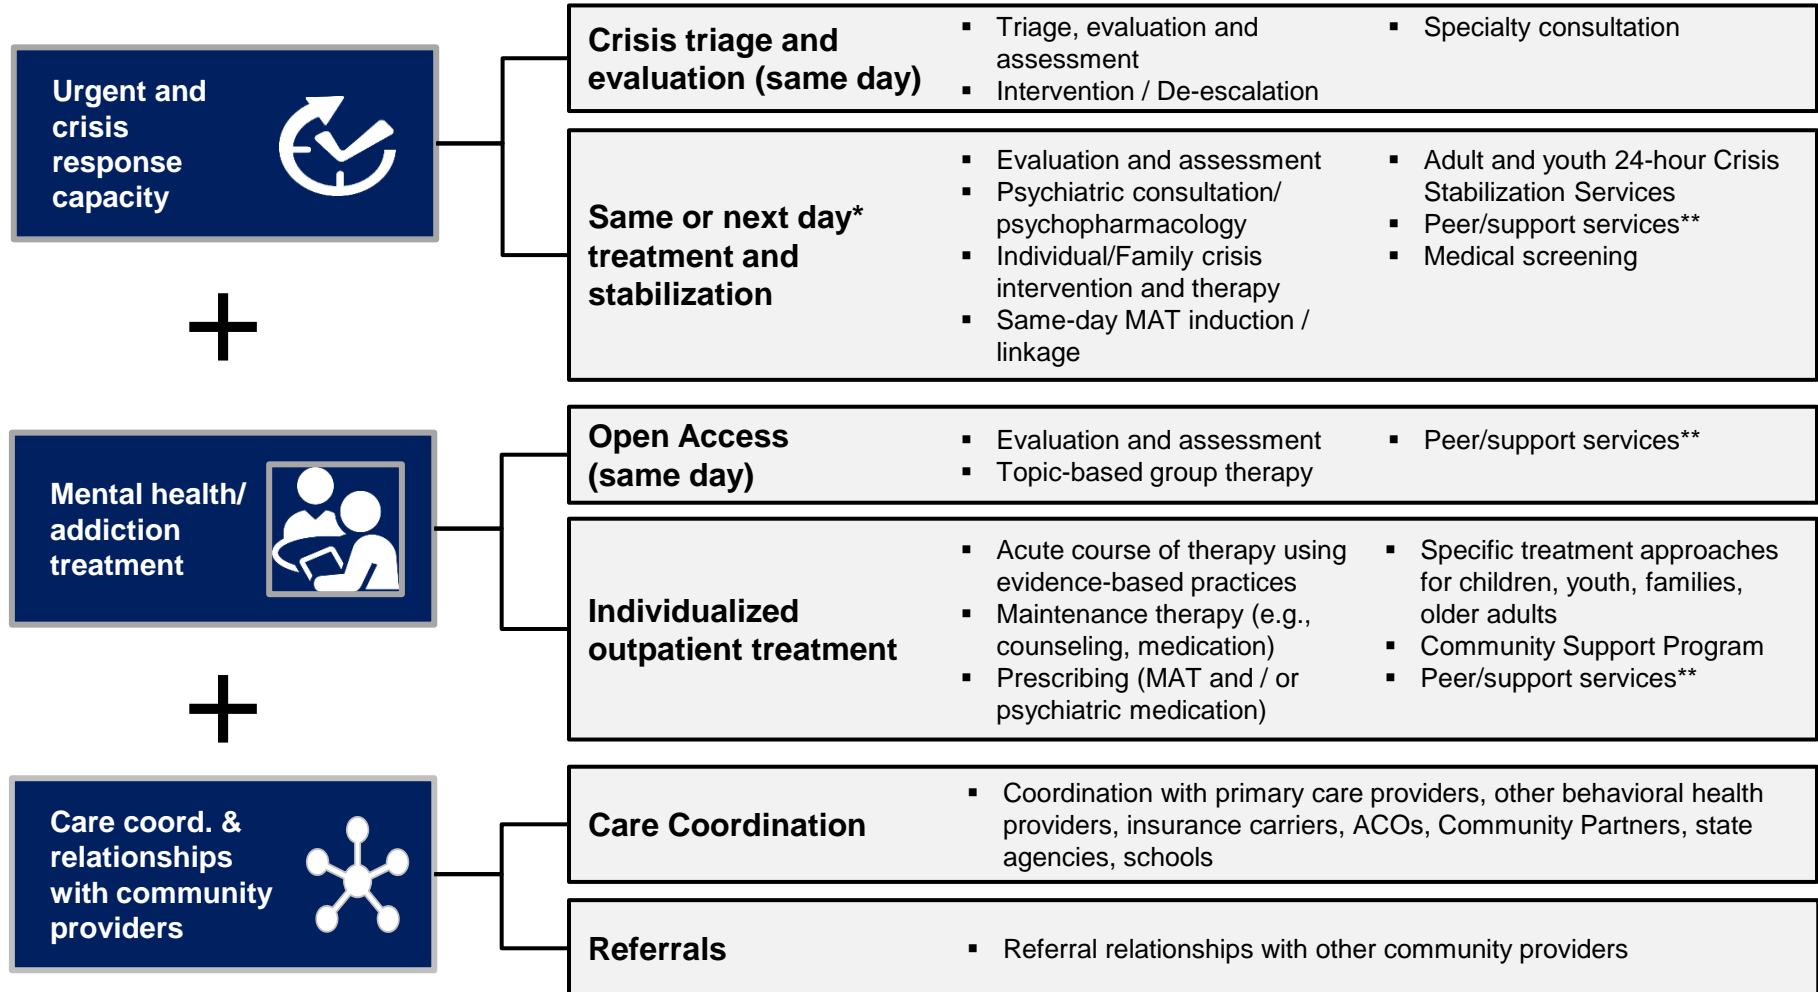 Urgent and
crisis
response
capacity
Crisis triage and
evaluation (same day)
▪ Triage, evaluation and
assessment
▪ Intervention / De-escalation
▪ Specialty consultation
Same or next day*
treatment and
stabilization
▪ Evaluation and assessment
▪ Psychiatric consultation/
psychopharmacology
▪ Individual/Family crisis
intervention and therapy
▪ Same-day MAT induction /
linkage
▪ Adult and youth 24-hour Crisis
Stabilization Services
▪ Peer/support services**
▪ Medical screening
+
Mental health/
addiction
treatment
Open Access
(same day)
▪ Evaluation and assessment
▪ Topic-based group therapy
▪ Peer/support services**
Individualized
outpatient treatment
▪ Acute course of therapy using
evidence-based practices
▪ Maintenance therapy (e.g.,
counseling, medication)
▪ Prescribing (MAT and / or
psychiatric medication)
▪ Specific treatment approaches
for children, youth, families,
older adults
▪ Community Support Program
▪ Peer/support services**
+
Care coord. &
relationships
with community
providers
Care Coordination
▪ Coordination with primary care providers, other behavioral health
providers, insurance carriers, ACOs, Community Partners, state
agencies, schools
Referrals
▪ Referral relationships with other community providers